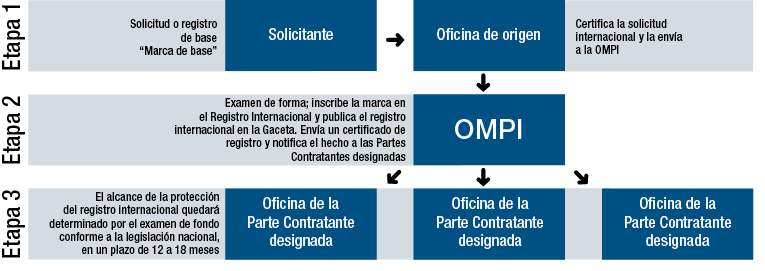 Etapa 1
Solicitud o registro
de base
“Marca de base”
Solicitante
Oficina de origen
Certifica la solicitud
internacional y la envía
a la OMPI
Etapa 2
Examen de forma; inscribe la marca en
el Registro Internacional y publica el registro
internacional en la Gaceta. Envía un certificado de
registro y notifica el hecho a las Partes
Contratantes designadas
OMPI
Etapa 3
El alcance de la protección
del registro internacional quedará
determinado por el examen de fondo
conforme a la legislación nacional,
en un plazo de 12 a 18 meses
Oficina de la
Parte Contratante
designada
Oficina de la
Parte Contratante
designada
Oficina de la
Parte Contratante
designada